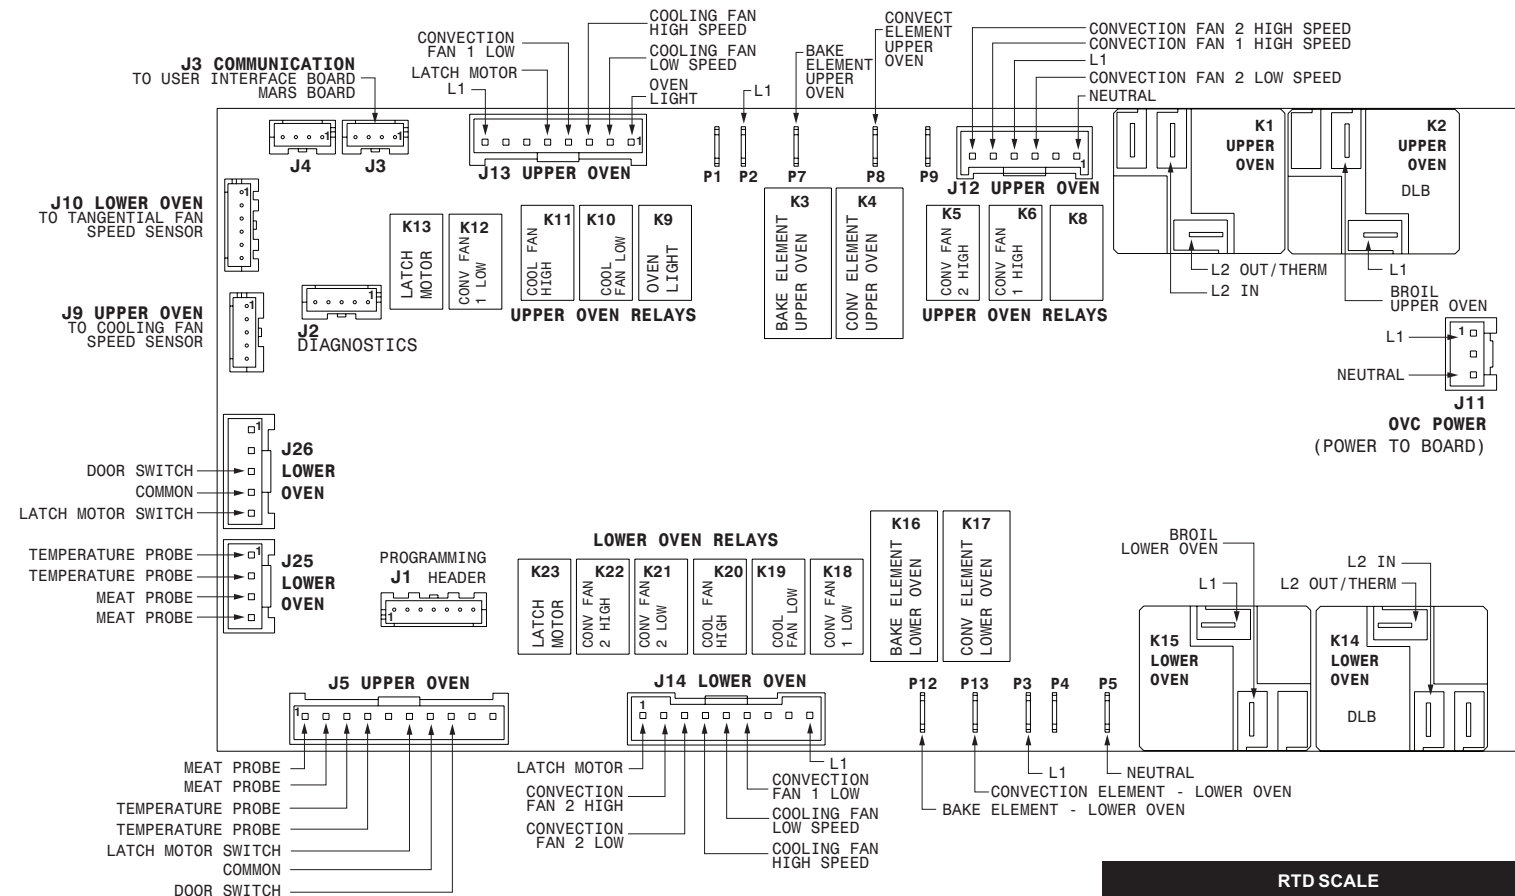 COOLING FAN
HIGH SPEED
CONVECTION
FAN 1 LOW
COOLING FAN
LOW SPEED
LATCH MOTOR
L1
OVEN
LIGHT
J3 COMMUNICATION
TO USER INTERFACE BOARD
MARS BOARD
L1
BAKE
ELEMENT
UPPER
OVEN
CONVECT
ELEMENT
UPPER
OVEN
CONVECTION FAN 2 HIGH SPEED
CONVECTION FAN 1 HIGH SPEED
L1
CONVECTION FAN 2 LOW SPEED
NEUTRAL
1
J4
1
J3
1
J13 UPPER OVEN
P1
P2
P7
P8
P9
1
J12 UPPER OVEN
K1
UPPER
OVEN
K2
UPPER
OVEN
DLB
J10 LOWER OVEN
TO TANGENTIAL FAN
SPEED SENSOR
1
K13
LATCH
MOTOR
K12
CONV FAN
1 LOW
K11
COOL FAN
HIGH
K10
COOL
FAN LOW
K9
OVEN
LIGHT
UPPER OVEN RELAYS
K3
BAKE ELEMENT
UPPER OVEN
K4
CONV ELEMENT
UPPER OVEN
K5
CONV FAN
2 HIGH
K6
CONV FAN
1 HIGH
K8
UPPER OVEN RELAYS
L2 OUT/THERM
L2 IN
L1
BROIL
UPPER OVEN
J9 UPPER OVEN
TO COOLING FAN
SPEED SENSOR
1
1
J2
DIAGNOSTICS
L1
1
NEUTRAL
J11
OVC POWER
(POWER TO BOARD)
1
J26
LOWER
OVEN
DOOR SWITCH
COMMON
LATCH MOTOR SWITCH
TEMPERATURE PROBE
TEMPERATURE PROBE
MEAT PROBE
MEAT PROBE
1
J25
LOWER
OVEN
PROGRAMMING
J1 HEADER
1
LOWER OVEN RELAYS
K23
LATCH
MOTOR
K22
CONV FAN
2 HIGH
K21
CONV FAN
2 LOW
K20
COOL FAN
HIGH
K19
COOL
FAN LOW
K18
CONV FAN
1 LOW
K16
BAKE ELEMENT
LOWER OVEN
K17
CONV ELEMENT
LOWER OVEN
BROIL
LOWER OVEN
L1
L2 IN
L2 OUT/THERM
K15
LOWER
OVEN
K14
LOWER
OVEN
DLB
J5 UPPER OVEN
1
J14 LOWER OVEN
1
P12
P13
P3
P4
P5
MEAT PROBE
MEAT PROBE
TEMPERATURE PROBE
TEMPERATURE PROBE
LATCH MOTOR SWITCH
COMMON
DOOR SWITCH
LATCH MOTOR
CONVECTION
FAN 2 HIGH
CONVECTION
FAN 2 LOW
L1
CONVECTION
FAN 1 LOW
COOLING FAN
LOW SPEED
COOLING FAN
HIGH SPEED
L1
NEUTRAL
CONVECTION ELEMENT - LOWER OVEN
BAKE ELEMENT - LOWER OVEN
RTD SCALE